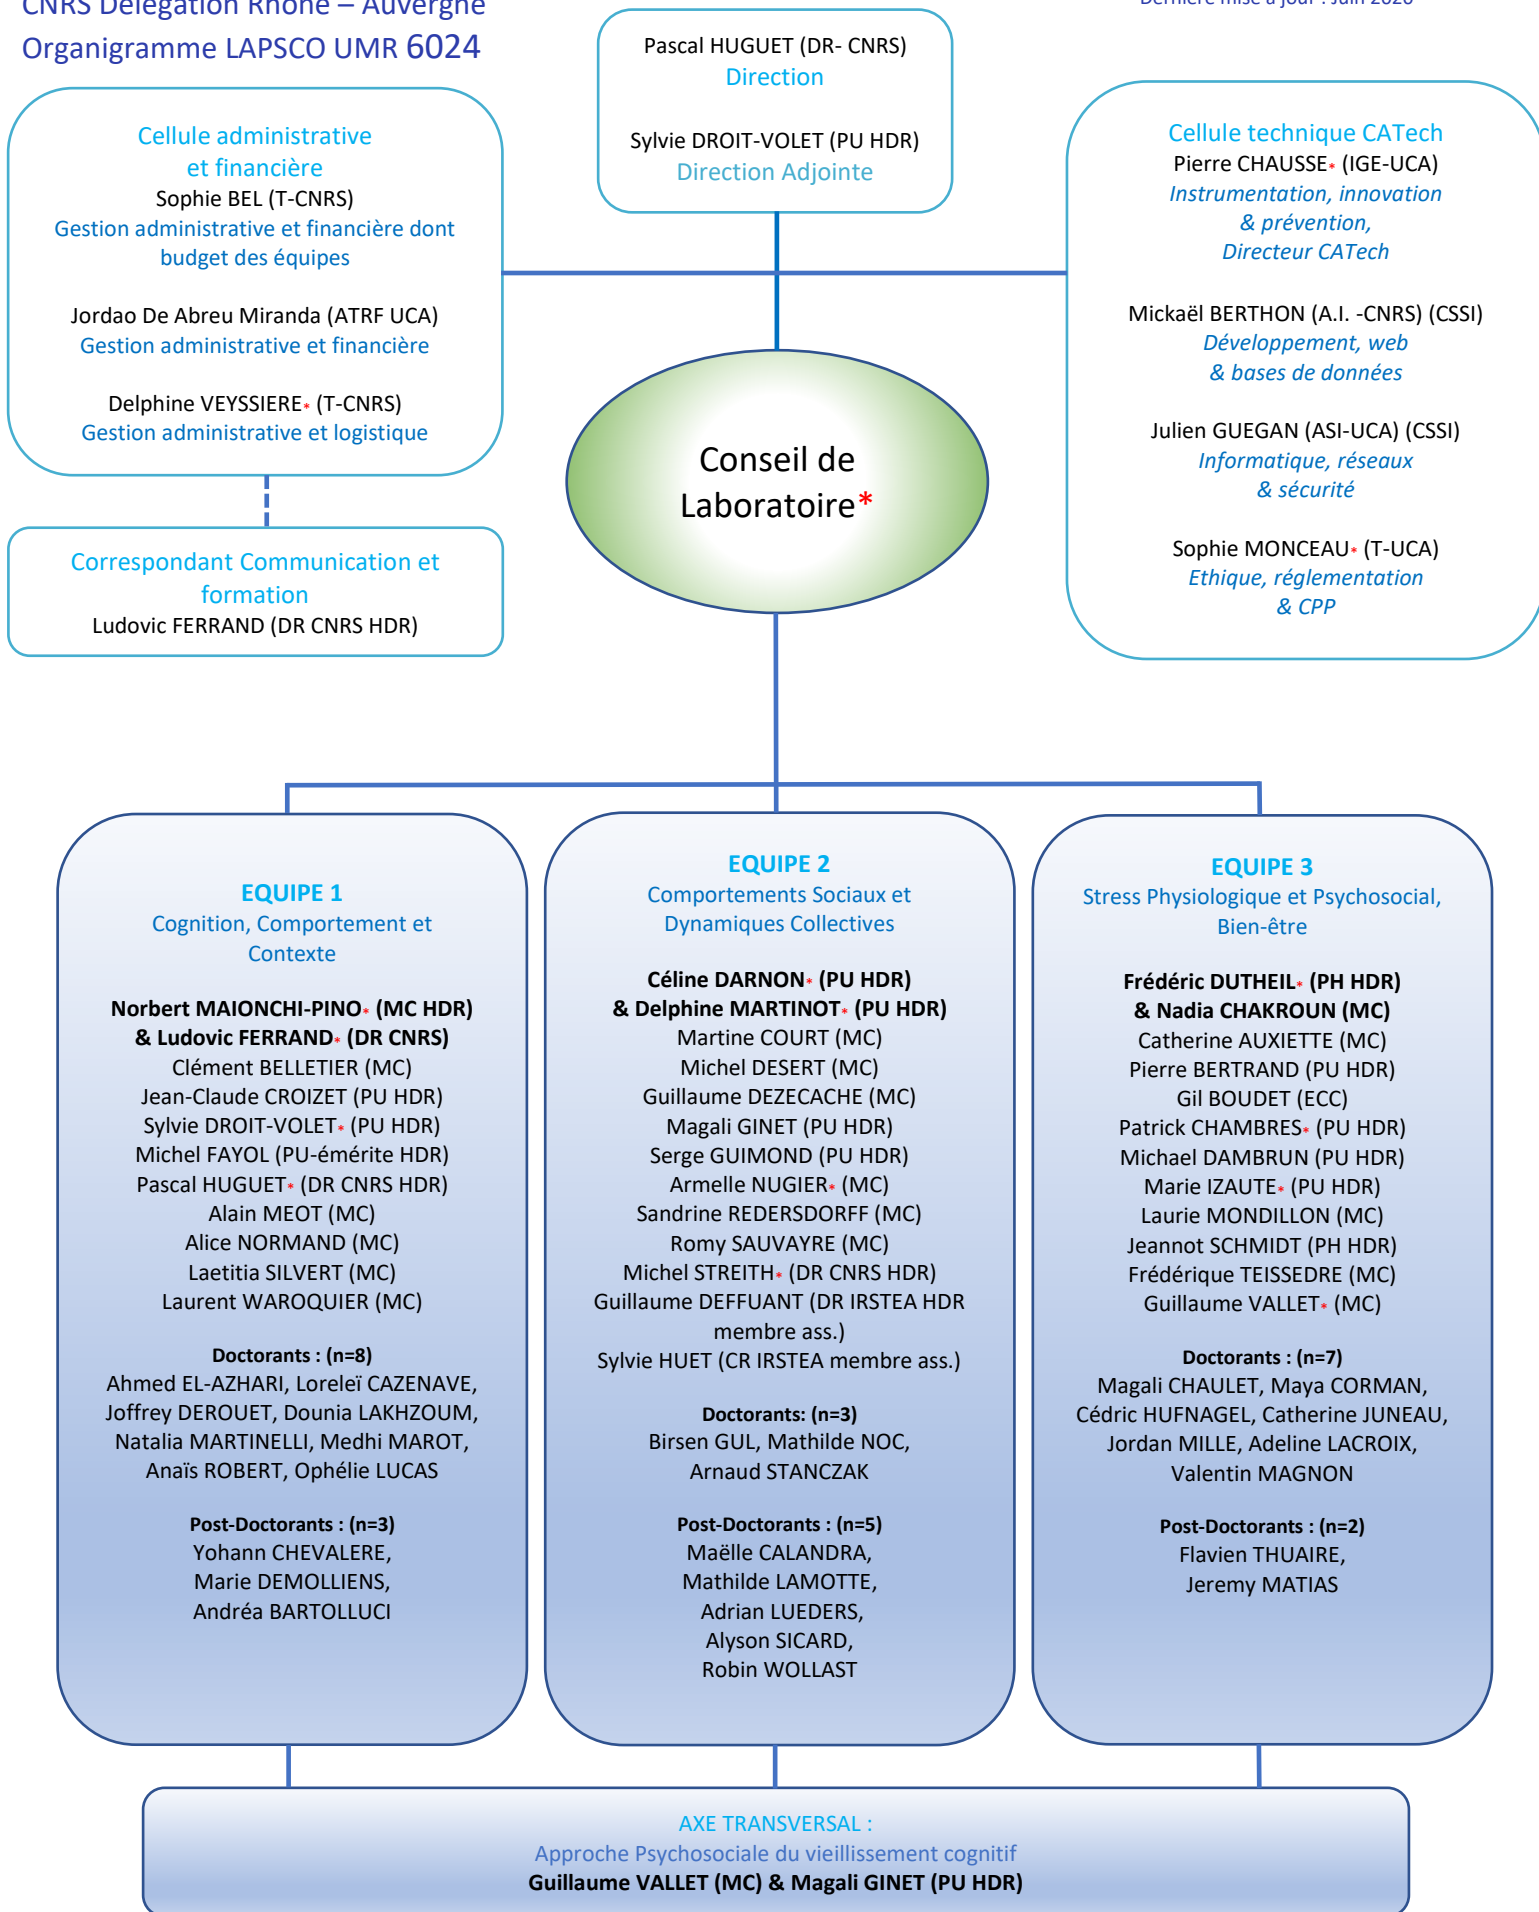 CNRS Délégation Rhône – Auvergne
Organigramme LAPSCO UMR 6024
Dernière mise à jour : Juin 2020
Pascal HUGUET (DR- CNRS)
Direction
Sylvie DROIT-VOLET (PU HDR)
Direction Adjointe
Cellule administrative
et financière
Sophie BEL (T-CNRS)
Gestion administrative et financière dont
budget des équipes
Jordao De Abreu Miranda (ATRF UCA)
Gestion administrative et financière
Delphine VEYSSIERE* (T-CNRS)
Gestion administrative et logistique
Correspondant Communication et
formation
Ludovic FERRAND (DR CNRS HDR)
Cellule technique CATech
Pierre CHAUSSE* (IGE-UCA)
Instrumentation, innovation
& prévention,
Directeur CATech
Mickaël BERTHON (A.I. -CNRS) (CSSI)
Développement, web
& bases de données
Julien GUEGAN (ASI-UCA) (CSSI)
Informatique, réseaux
& sécurité
Sophie MONCEAU* (T-UCA)
Ethique, réglementation
& CPP
Conseil de
Laboratoire*
EQUIPE 1
Cognition, Comportement et
Contexte
Norbert MAIONCHI-PINO* (MC HDR)
& Ludovic FERRAND* (DR CNRS)
Clément BELLETIER (MC)
Jean-Claude CROIZET (PU HDR)
Sylvie DROIT-VOLET* (PU HDR)
Michel FAYOL (PU-émérite HDR)
Pascal HUGUET* (DR CNRS HDR)
Alain MEOT (MC)
Alice NORMAND (MC)
Laetitia SILVERT (MC)
Laurent WAROQUIER (MC)
Doctorants : (n=8)
Ahmed EL-AZHARI, Loreleï CAZENAVE,
Joffrey DEROUET, Dounia LAKHZOUM,
Natalia MARTINELLI, Medhi MAROT,
Anaïs ROBERT, Ophélie LUCAS
Post-Doctorants : (n=3)
Yohann CHEVALERE,
Marie DEMOLLIENS,
Andréa BARTOLLUCI
EQUIPE 2
Comportements Sociaux et
Dynamiques Collectives
Céline DARNON* (PU HDR)
& Delphine MARTINOT* (PU HDR)
Martine COURT (MC)
Michel DESERT (MC)
Guillaume DEZECACHE (MC)
Magali GINET (PU HDR)
Serge GUIMOND (PU HDR)
Armelle NUGIER* (MC)
Sandrine REDERSDORFF (MC)
Romy SAUVAYRE (MC)
Michel STREITH* (DR CNRS HDR)
Guillaume DEFFUANT (DR IRSTEA HDR
membre ass.)
Sylvie HUET (CR IRSTEA membre ass.)
Doctorants: (n=3)
Birsen GUL, Mathilde NOC,
Arnaud STANCZAK
Post-Doctorants : (n=5)
Maëlle CALANDRA,
Mathilde LAMOTTE,
Adrian LUEDERS,
Alyson SICARD,
Robin WOLLAST
EQUIPE 3
Stress Physiologique et Psychosocial,
Bien-être
Frédéric DUTHEIL* (PH HDR)
& Nadia CHAKROUN (MC)
Catherine AUXIETTE (MC)
Pierre BERTRAND (PU HDR)
Gil BOUDET (ECC)
Patrick CHAMBRES* (PU HDR)
Michael DAMBRUN (PU HDR)
Marie IZAUTE* (PU HDR)
Laurie MONDILLON (MC)
Jeannot SCHMIDT (PH HDR)
Frédérique TEISSEDRE (MC)
Guillaume VALLET* (MC)
Doctorants : (n=7)
Magali CHAULET, Maya CORMAN,
Cédric HUFNAGEL, Catherine JUNEAU,
Jordan MILLE, Adeline LACROIX,
Valentin MAGNON
Post-Doctorants : (n=2)
Flavien THUAIRE,
Jeremy MATIAS
AXE TRANSVERSAL :
Approche Psychosociale du vieillissement cognitif
Guillaume VALLET (MC) & Magali GINET (PU HDR)